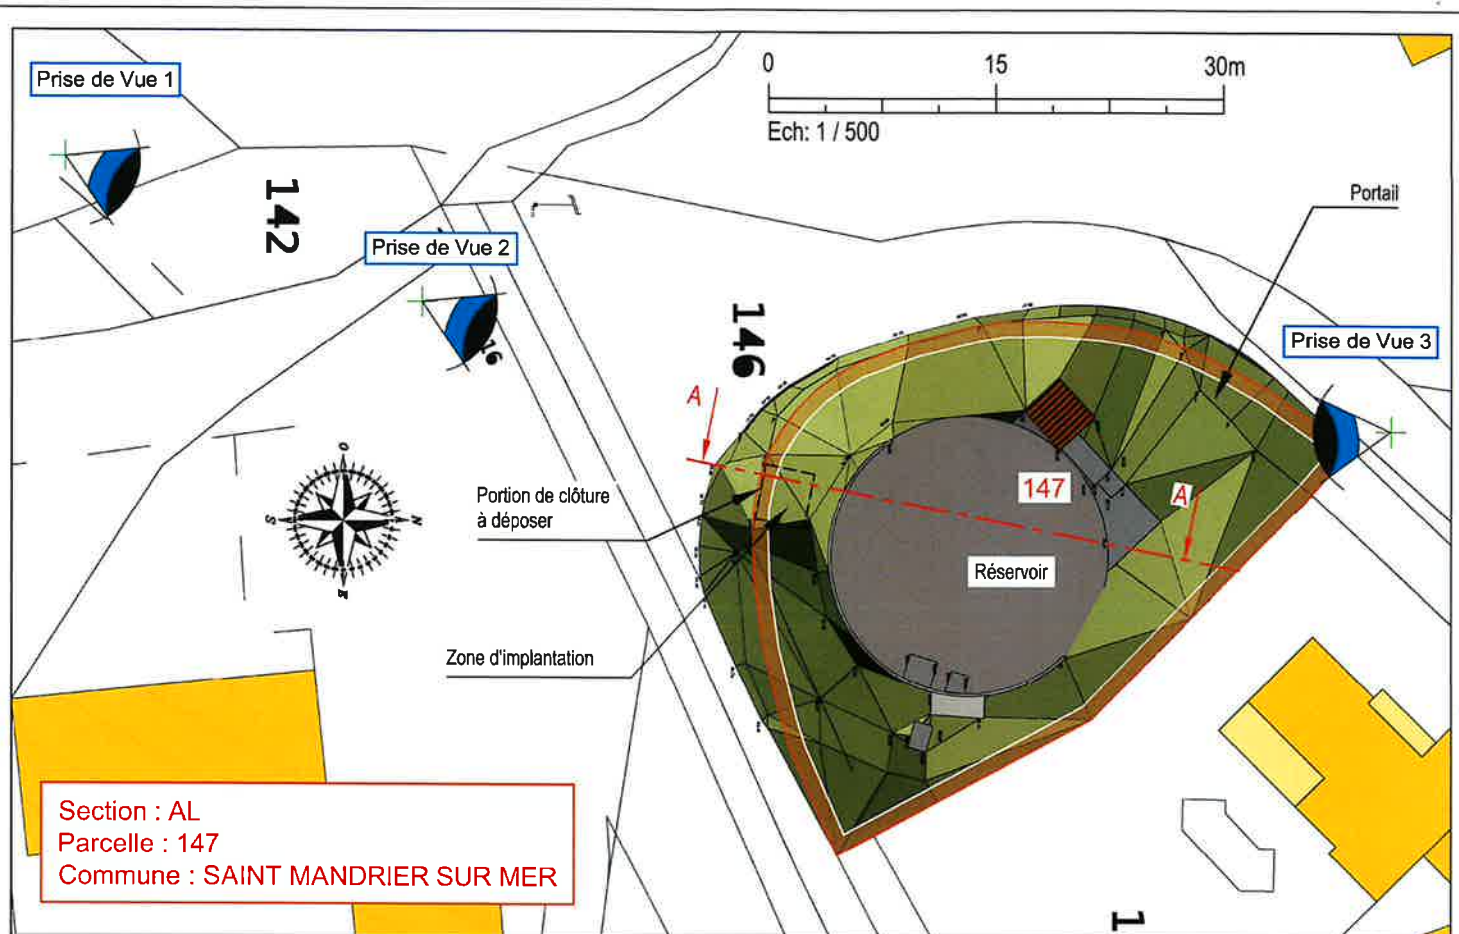 Prise de Vue 1
0 15 30m
Ech: 1 / 500
Portail
142
Prise de Vue 2
16
146
Prise de Vue 3
A
O
S
N
E
Portion de clôture
à déposer
147
A
Réservoir
Zone d'implantation
Section : AL
Parcelle : 147
Commune : SAINT MANDRIER SUR MER
1